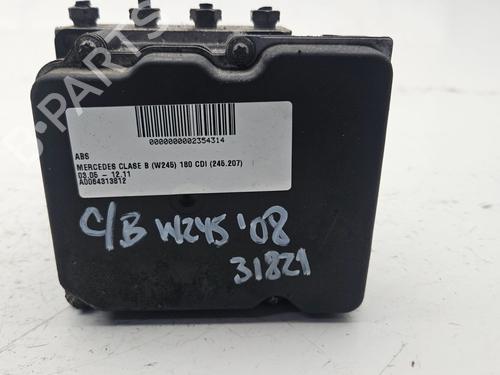 B-PARTS
0000000002354314
ABS
MERCEDES CLASE B (W245) 180 CDI (245.207)
03.05 - 12.11
A0064313812
C/B W245 '08
31821